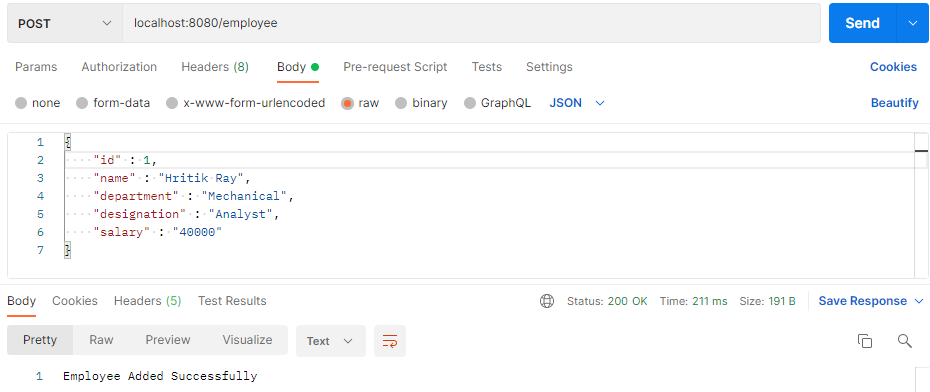 POST localhost:8080/employee Send
Params Authorization Headers (8) Body Pre-request Script Tests Settings Cookies
none form-data x-www-form-urlencoded raw binary GraphQL JSON Beautify
1 {
2 "id" : 1,
3 "name" : "Hritik Ray",
4 "department" : "Mechanical",
5 "designation" : "Analyst",
6 "salary" : "40000"
7 }
Body Cookies Headers (5) Test Results Status: 200 OK Time: 211 ms Size: 191 B Save Response
Pretty Raw Preview Visualize Text
1 Employee Added Successfully